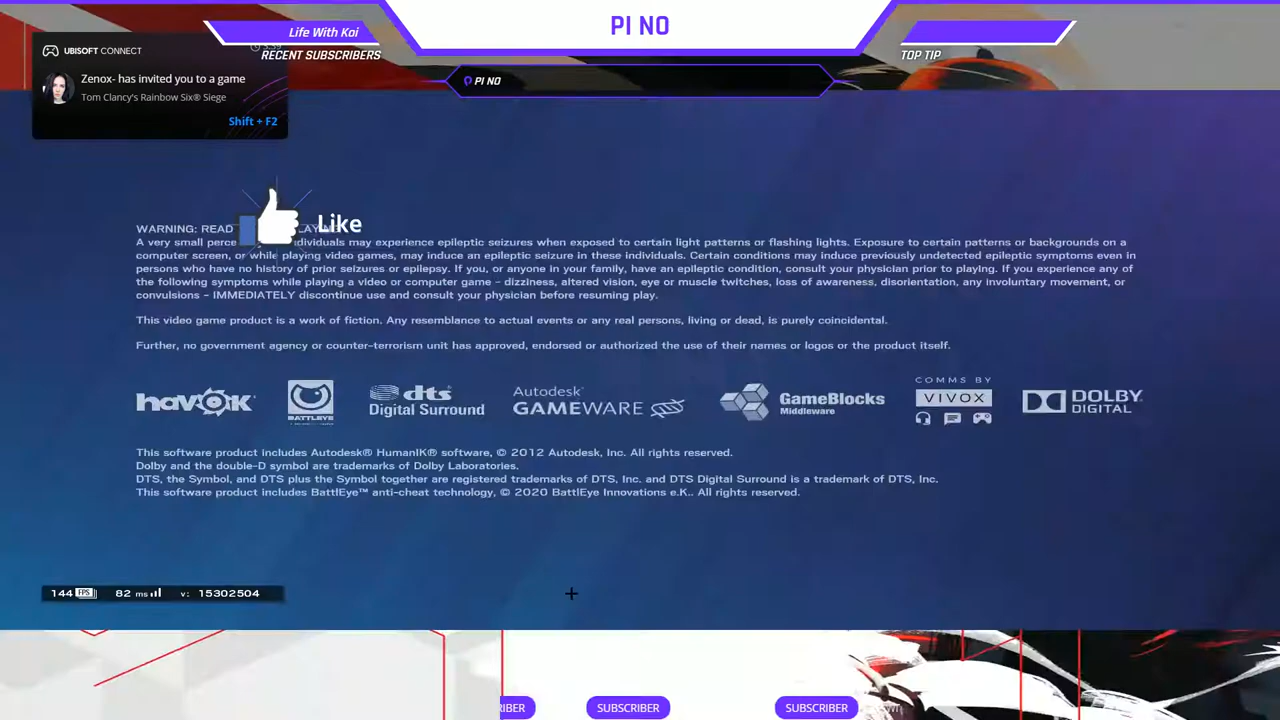 PI NO
Life With Koi
RECENT SUBSCRIBERS
TOP TIP
UBISOFT CONNECT
PI NO
Zenox- has invited you to a game
Tom Clancy's Rainbow Six® Siege
Shift + F2
Like
WARNING: READ
A very small perce dividuals may experience epileptic seizures when exposed to certain light patterns or flashing lights. Exposure to certain patterns or backgrounds on a
computer screen, or while playing video games, may induce an epileptic seizure in these individuals. Certain conditions may induce previously undetected epileptic symptoms even in
persons who have no history of prior seizures or epilepsy. If you, or anyone in your family, have an epileptic condition, consult your physician prior to playing. If you experience any of
the following symptoms while playing a video or computer game - dizziness, altered vision, eye or muscle twitches, loss of awareness, disorientation, any involuntary movement, or
convulsions - IMMEDIATELY discontinue use and consult your physician before resuming play.
This video game product is a work of fiction. Any resemblance to actual events or any real persons, living or dead, is purely coincidental.
Further, no government agency or counter-terrorism unit has approved, endorsed or authorized the use of their names or logos or the product itself.
havok
BATTLEYE
dts
Digital Surround
Autodesk®
GAMEWARE
GameBlocks
Middleware
COMMS BY
VIVOX
DOLBY
DIGITAL
This software product includes Autodesk® HumanIK® software, © 2012 Autodesk, Inc. All rights reserved.
Dolby and the double-D symbol are trademarks of Dolby Laboratories.
DTS, the Symbol, and DTS plus the Symbol together are registered trademarks of DTS, Inc. and DTS Digital Surround is a trademark of DTS, Inc.
This software product includes BattlEye™ anti-cheat technology, © 2020 BattlEye Innovations e.K.. All rights reserved.
144 FPS 82 ms v: 15302504
RIBER SUBSCRIBER SUBSCRIBER